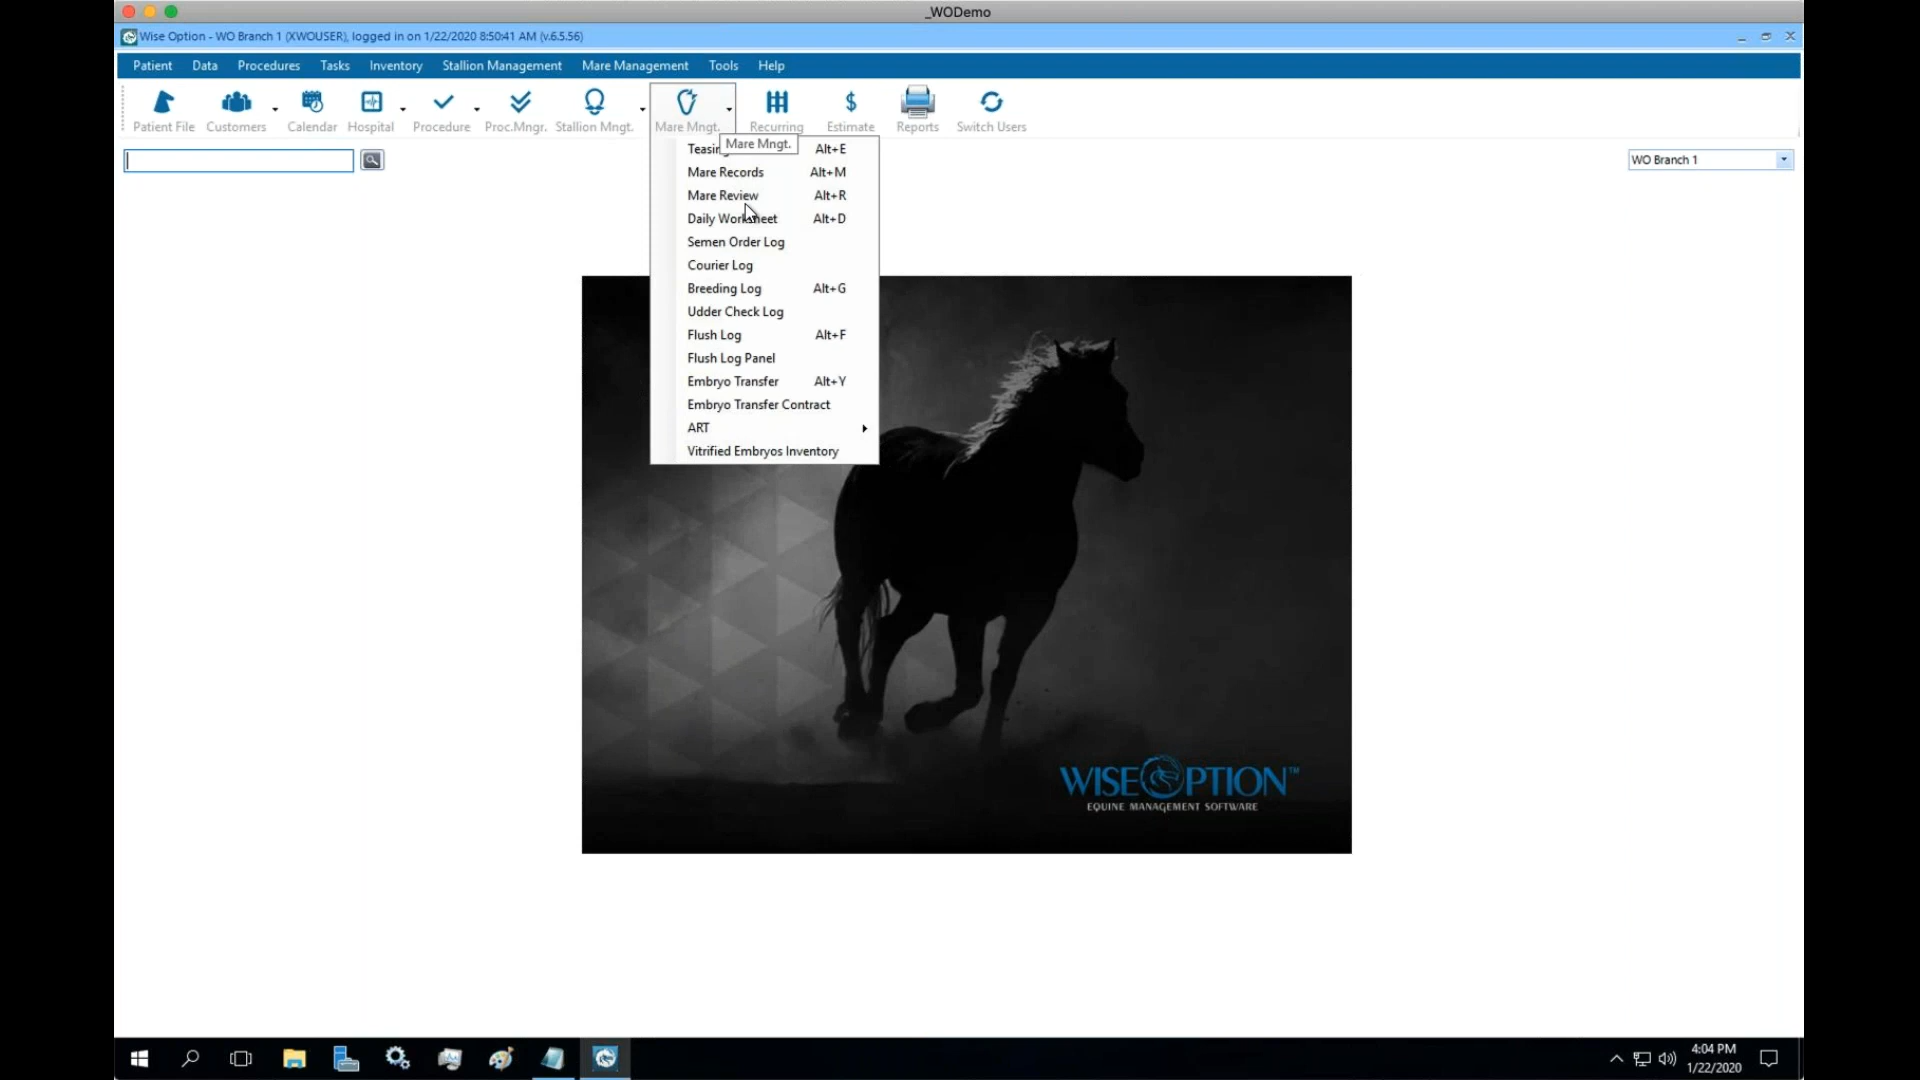 _WODemo
Wise Option - WO Branch 1 (XWOUSER), logged in on 1/22/2020 8:50:41 AM (v.6.5.56)
Patient Data Procedures Tasks Inventory Stallion Management Mare Management Tools Help
Patient File Customers Calendar Hospital Procedure Proc.Mngr. Stallion Mngt. Mare Mngt. Recurring Estimate Reports Switch Users
Mare Mngt.
WO Branch 1
Alt+E
Mare Records Alt+M
Mare Review Alt+R
Daily Worksheet Alt+D
Semen Order Log
Courier Log
Breeding Log Alt+G
Udder Check Log
Flush Log Alt+F
Flush Log Panel
Embryo Transfer Alt+Y
Embryo Transfer Contract
ART
Vitrified Embryos Inventory
WISE OPTION™
EQUINE MANAGEMENT SOFTWARE
4:04 PM
1/22/2020